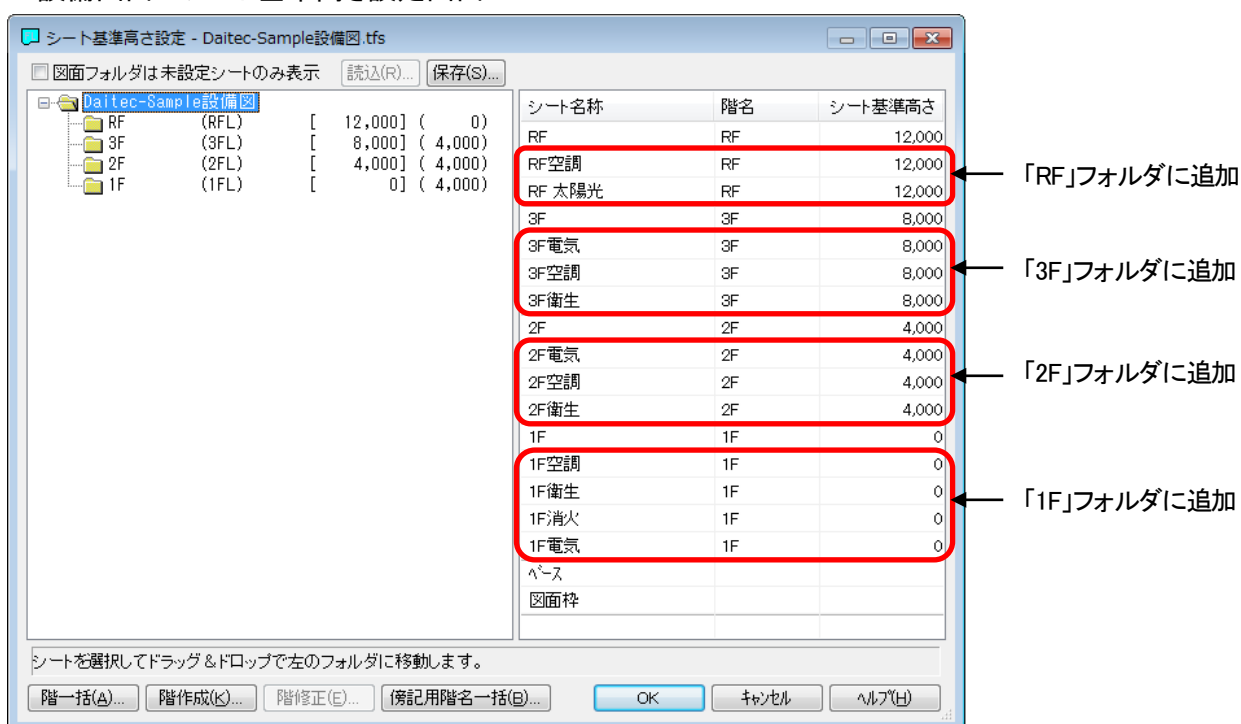 シート基準高さ設定 - Daitec-Sample設備図.tfs
図面フォルダは未設定シートのみ表示 読込(R)... 保存(S)...
Daitec-Sample設備図
RF (RFL) [ 12,000] ( 0)
3F (3FL) [ 8,000] ( 4,000)
2F (2FL) [ 4,000] ( 4,000)
1F (1FL) [ 0] ( 4,000)
シート名称 階名 シート基準高さ
RF RF 12,000
RF空調 RF 12,000
RF 太陽光 RF 12,000
「RF」フォルダに追加
3F 3F 8,000
3F電気 3F 8,000
3F空調 3F 8,000
3F衛生 3F 8,000
「3F」フォルダに追加
2F 2F 4,000
2F電気 2F 4,000
2F空調 2F 4,000
2F衛生 2F 4,000
「2F」フォルダに追加
1F 1F 0
1F空調 1F 0
1F衛生 1F 0
1F消火 1F 0
1F電気 1F 0
「1F」フォルダに追加
ﾍﾞｰｽ
図面枠
シートを選択してドラッグ&ドロップで左のフォルダに移動します。
階一括(A)... 階作成(K)... 階修正(E)... 傍記用階名一括(B)... OK ｷｬﾝｾﾙ ﾍﾙﾌﾟ(H)